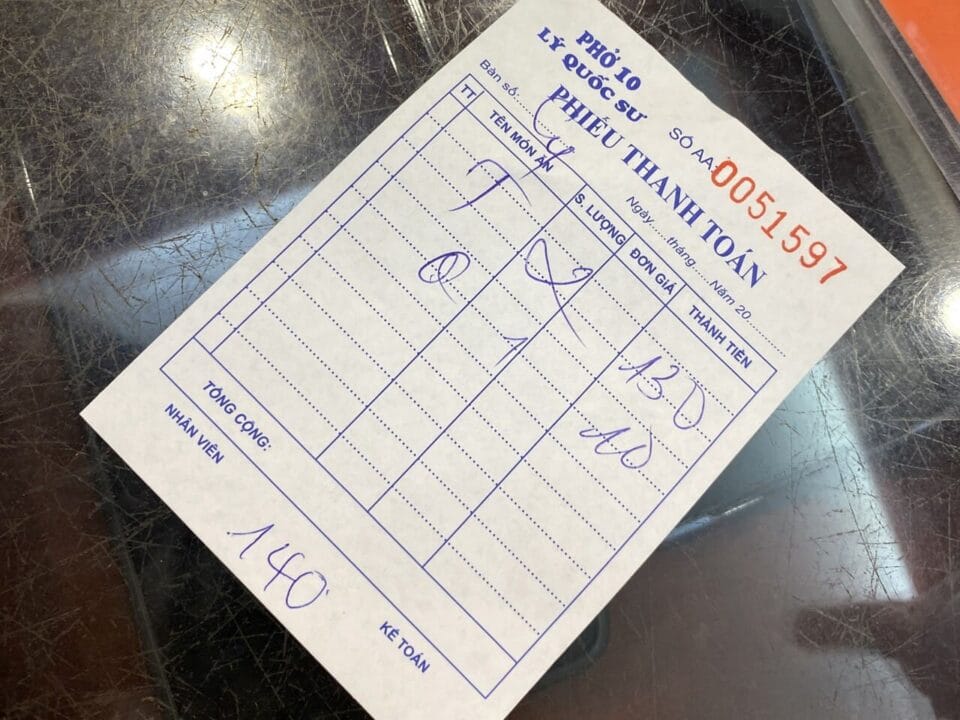 PHỞ 10
LÝ QUỐC SƯ
SỐ AA 0051597
PHIẾU THANH TOÁN
Bàn số......
Ngày......tháng......Năm 20......
TT TÊN MÓN ĂN S. LƯỢNG ĐƠN GIÁ THÀNH TIỀN
T 2 130
Q 1 10
TỔNG CỘNG:
NHÂN VIÊN KẾ TOÁN
140